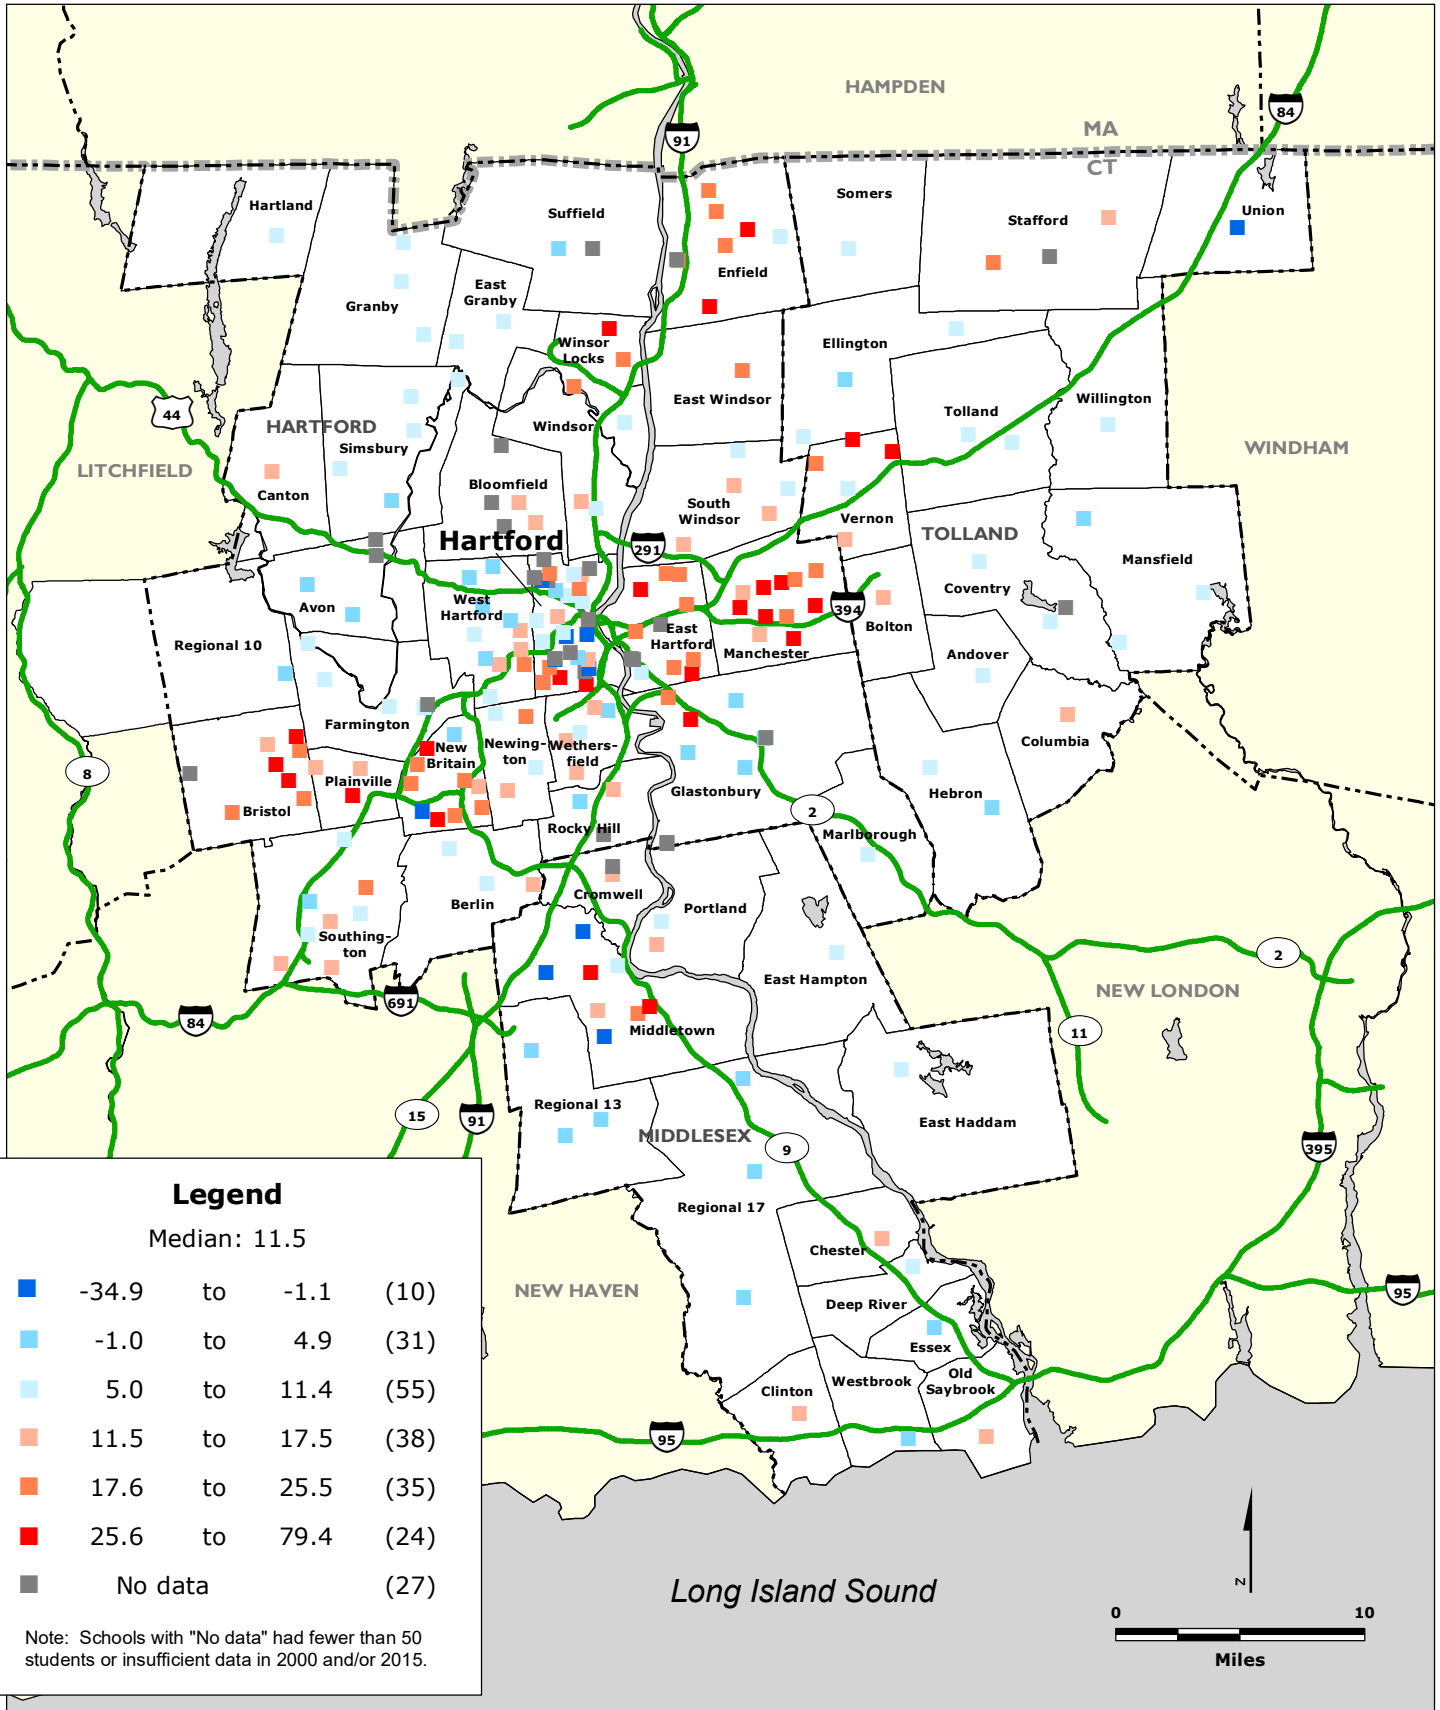 HAMPDEN
84
91
MA
CT
Somers
Hartland
Suffield
Stafford
Union
Enfield
East
Granby
Granby
Winsor
Locks
Ellington
44
HARTFORD
Simsbury
Windsor
East Windsor
Tolland
Willington
LITCHFIELD
Canton
Bloomfield
WINDHAM
South
Windsor
Vernon
Hartford
291
TOLLAND
Mansfield
Avon
West
Hartford
394
Coventry
Regional 10
East
Hartford
Manchester
Bolton
Andover
Farmington
Columbia
8
New
Britain
Newing-
ton
Wethers-
field
Plainville
Bristol
Glastonbury
Hebron
2
Rocky Hill
Marlborough
Berlin
Cromwell
Portland
Southing-
ton
2
East Hampton
NEW LONDON
691
84
Middletown
11
15
91
Regional 13
MIDDLESEX
East Haddam
9
395
Regional 17
Chester
NEW HAVEN
95
Deep River
Essex
Westbrook
Old
Saybrook
Clinton
95
Legend
Median: 11.5
-34.9 to -1.1 (10)
-1.0 to 4.9 (31)
5.0 to 11.4 (55)
11.5 to 17.5 (38)
17.6 to 25.5 (35)
25.6 to 79.4 (24)
No data (27)
Note: Schools with "No data" had fewer than 50
students or insufficient data in 2000 and/or 2015.
Long Island Sound
N
0 10
Miles